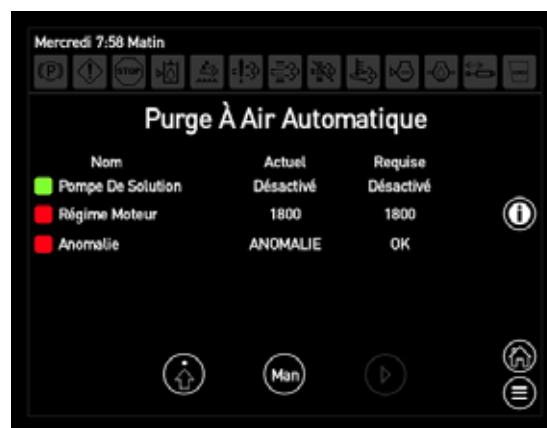 Mercredi 7:58 Matin
(P) STOP
Purge À Air Automatique
Nom Actuel Requise
Pompe De Solution Désactivé Désactivé
Régime Moteur 1800 1800
Anomalie ANOMALIE OK
Man